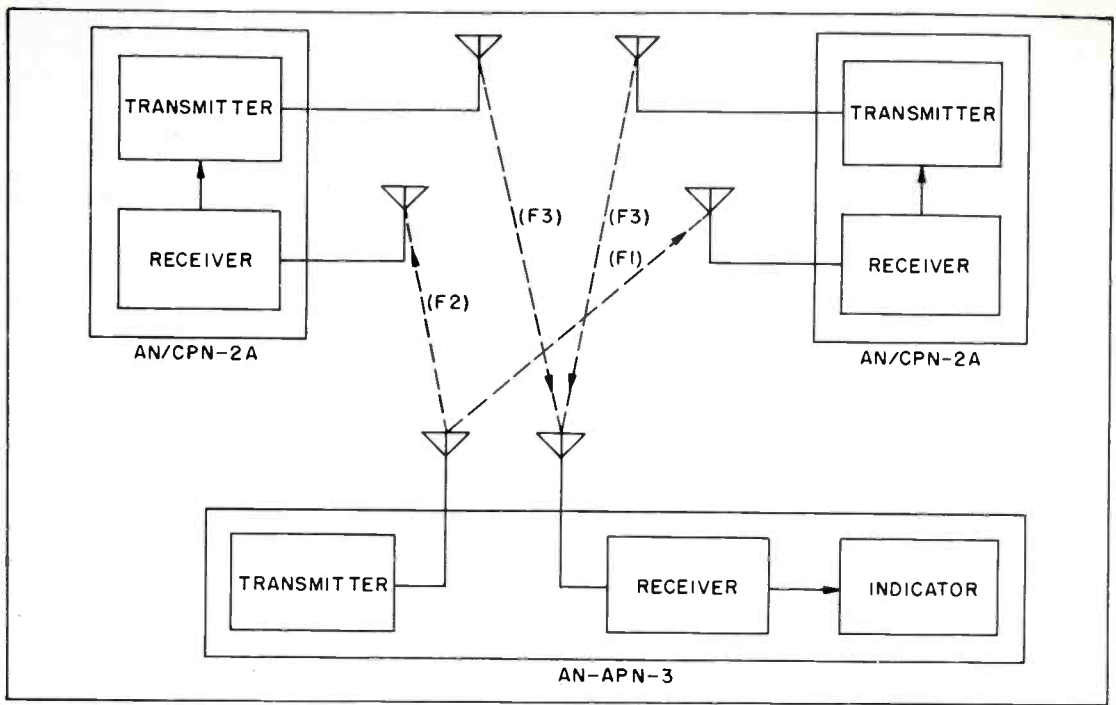 TRANSMITTER
TRANSMITTER
RECEIVER
RECEIVER
(F3)
(F3)
(F1)
(F2)
AN/CPN-2A
AN/CPN-2A
TRANSMITTER
RECEIVER
INDICATOR
AN-APN-3